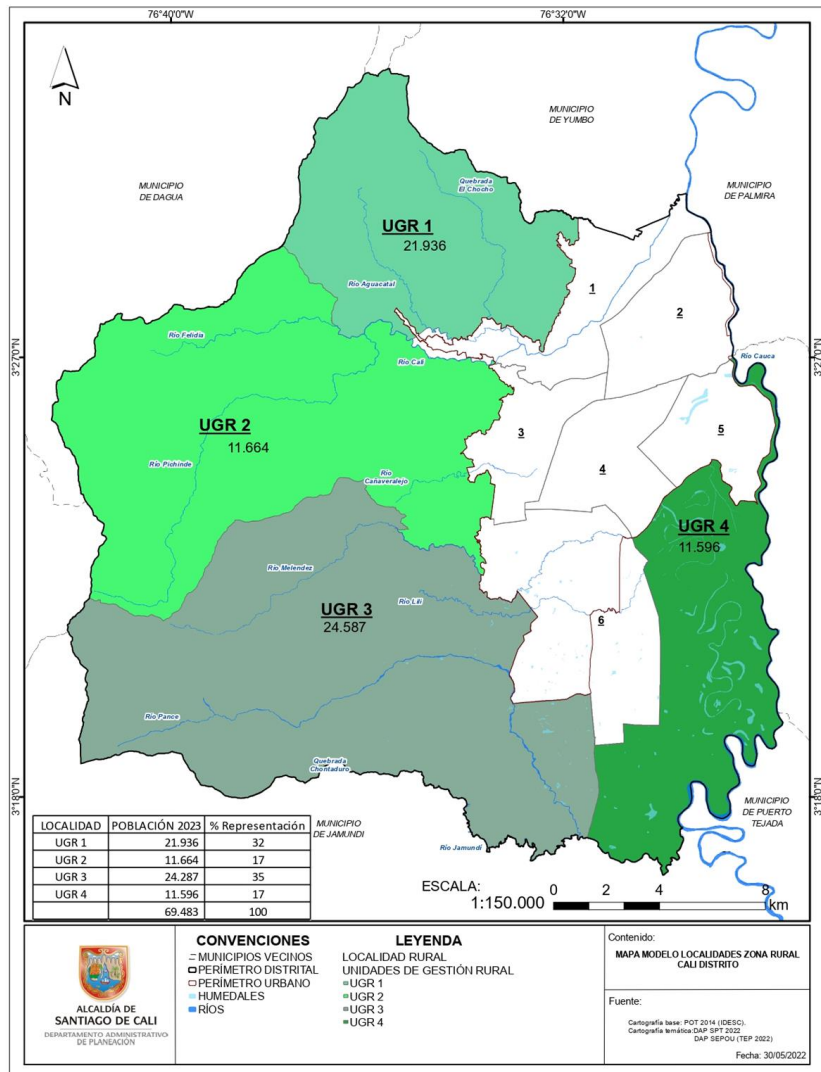 76°40'0"W
76°32'0"W
N
MUNICIPIO
DE YUMBO
MUNICIPIO
DE DAGUA
MUNICIPIO
DE PALMIRA
Quebrada
El Chocho
UGR 1
21.936
1
2
Río Aguacatal
Río Felidia
3°27'0"N
3°27'0"N
Río Cali
Río Cauca
UGR 2
11.664
3
5
4
Río Pichinde
Río
Cañaveralejo
UGR 4
11.596
Río Melendez
UGR 3
24.587
Río Lili
6
Río Pance
Quebrada
Chontaduro
3°18'0"N
3°18'0"N
MUNICIPIO
DE PUERTO
TEJADA
MUNICIPIO
DE JAMUNDI
Río Jamundí
LOCALIDAD POBLACIÓN 2023 % Representación
UGR 1 21.936 32
UGR 2 11.664 17
UGR 3 24.287 35
UGR 4 11.596 17
69.483 100
ESCALA:
1:150.000
0 2 4 8
km
ALCALDÍA DE
SANTIAGO DE CALI
DEPARTAMENTO ADMINISTRATIVO
DE PLANEACIÓN
CONVENCIONES
MUNICIPIOS VECINOS
PERÍMETRO DISTRITAL
PERÍMETRO URBANO
HUMEDALES
RÍOS
LEYENDA
LOCALIDAD RURAL
UNIDADES DE GESTIÓN RURAL
UGR 1
UGR 2
UGR 3
UGR 4
Contenido:
MAPA MODELO LOCALIDADES ZONA RURAL
CALI DISTRITO
Fuente:
Cartografía base: POT 2014 (IDESC).
Cartografía temática:DAP SPT 2022
DAP SEPOU (TEP 2022)
Fecha: 30/05/2022